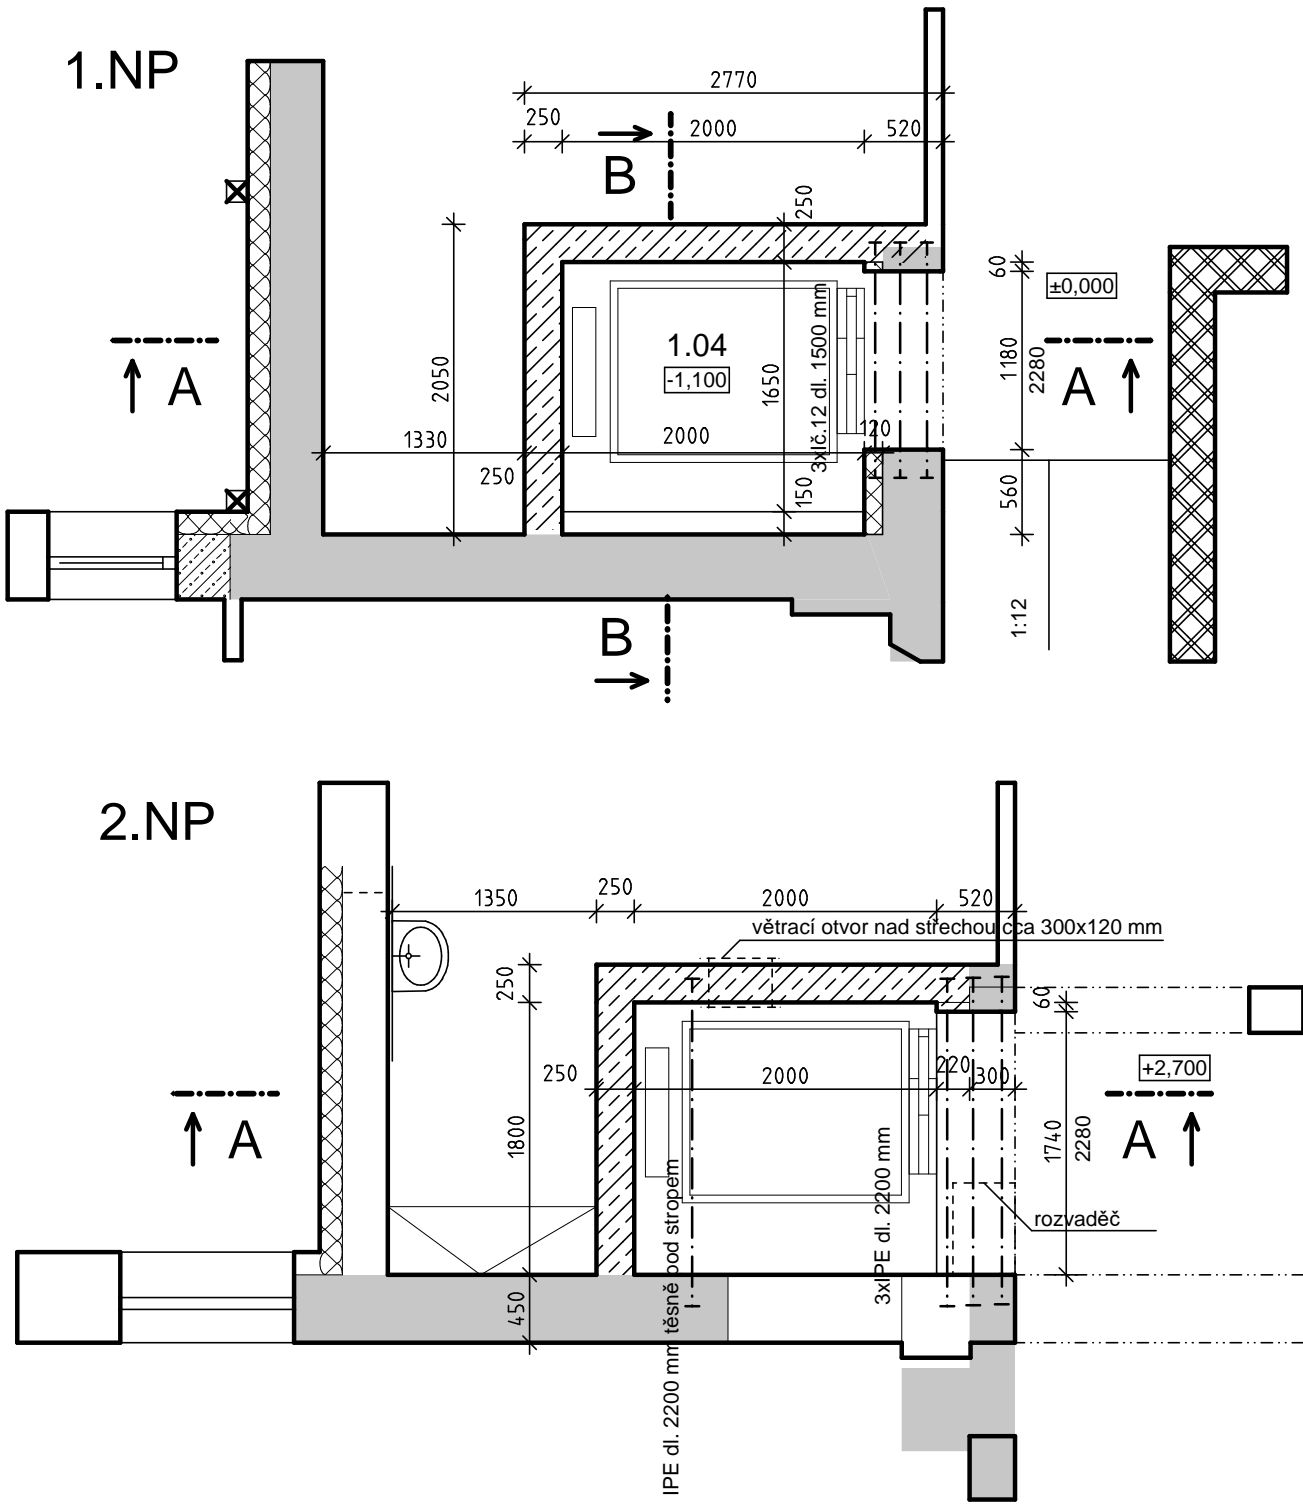 1.NP
2770
250
2000
520
B
250
60
±0,000
1180
2280
A
A
2050
1.04
-1,100
1650
3xIč.12 dl. 1500 mm
1330
2000
120
250
150
560
1:12
B
2.NP
1350
250
2000
520
větrací otvor nad střechou cca 300x120 mm
250
60
250
2000
220
300
+2,700
A
1800
1740
2280
A
IPE dl. 2200 mm těsně pod stropem
3xIPE dl. 2200 mm
rozvaděč
450